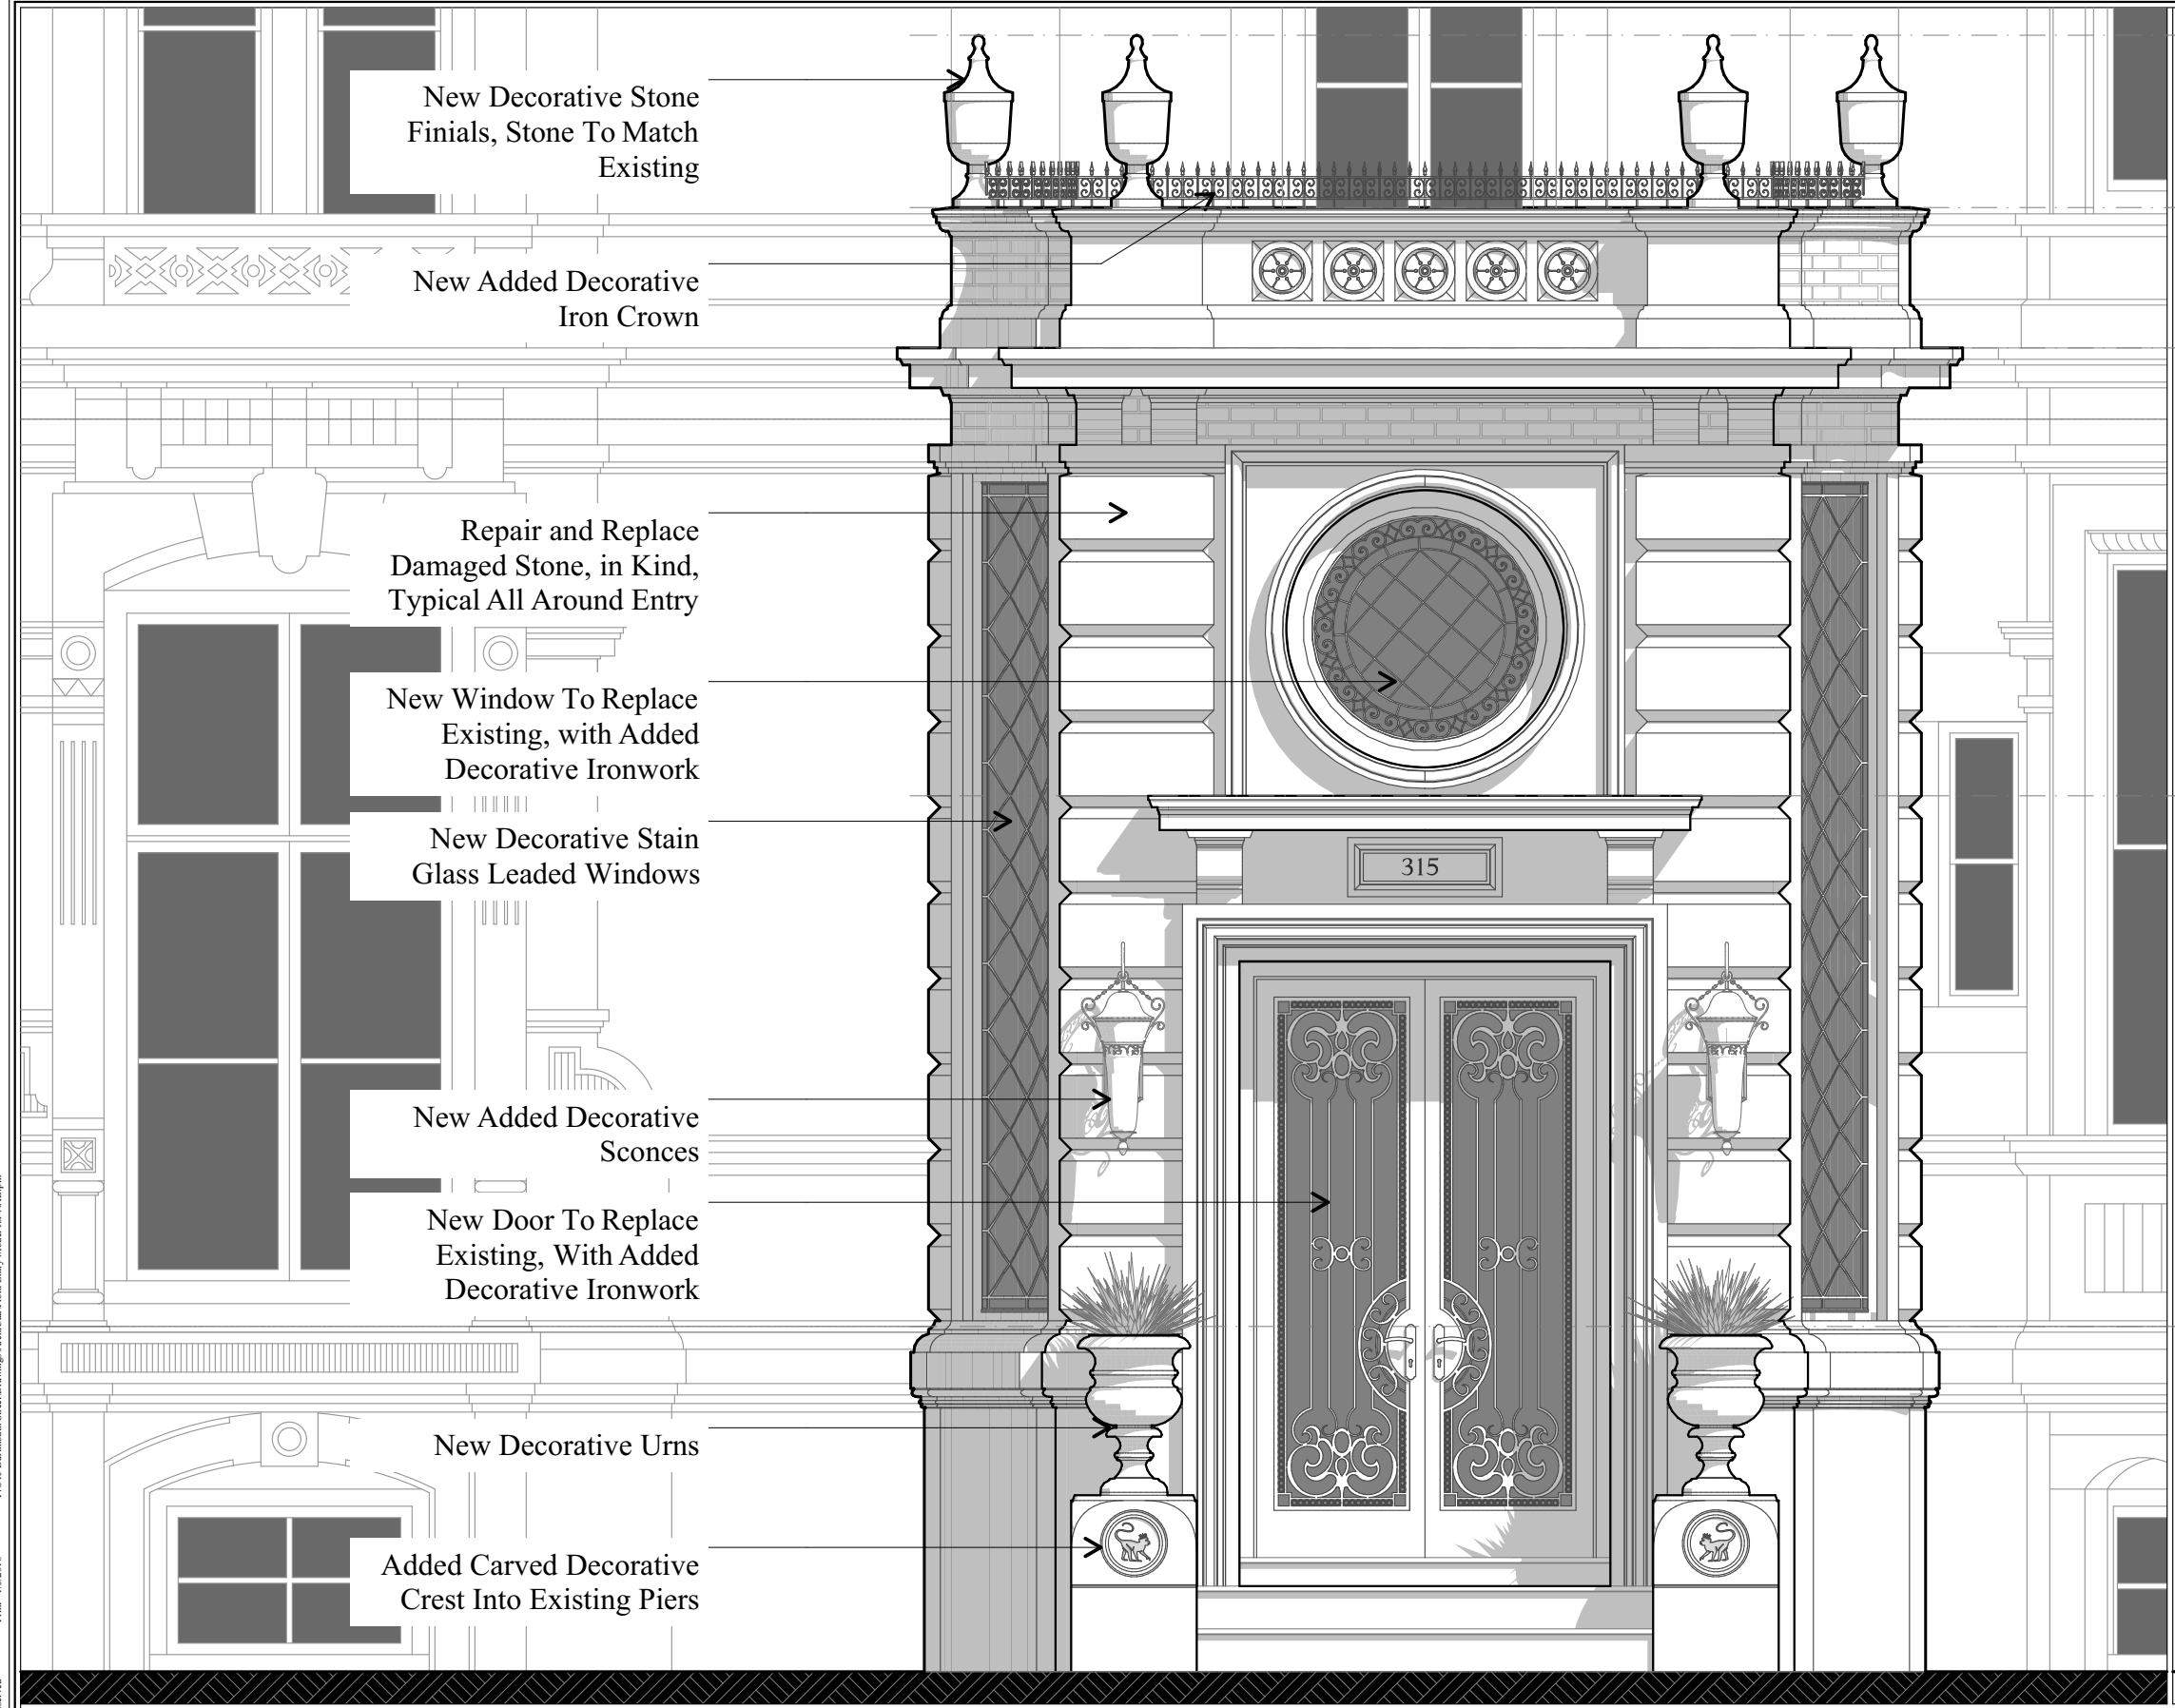 New Decorative Stone
Finials, Stone To Match
Existing
New Added Decorative
Iron Crown
Repair and Replace
Damaged Stone, in Kind,
Typical All Around Entry
New Window To Replace
Existing, with Added
Decorative Ironwork
New Decorative Stain
Glass Leaded Windows
315
New Added Decorative
Sconces
New Door To Replace
Existing, With Added
Decorative Ironwork
New Decorative Urns
Added Carved Decorative
Crest Into Existing Piers